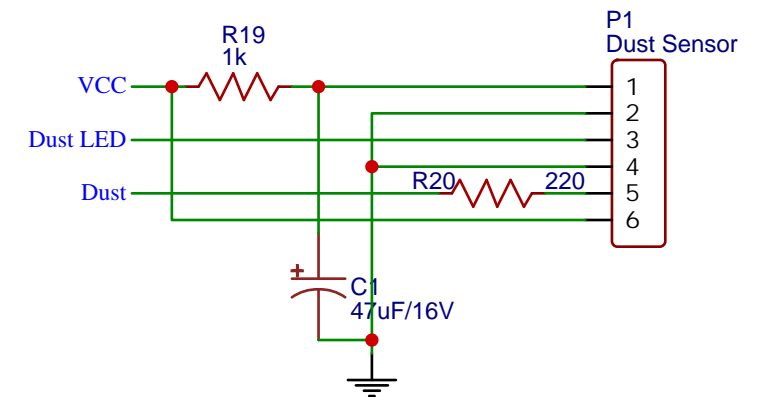 P1
Dust Sensor
R19
1k
VCC
1
2
Dust LED
3
4
R20
220
Dust
5
6
+
C1
47uF/16V